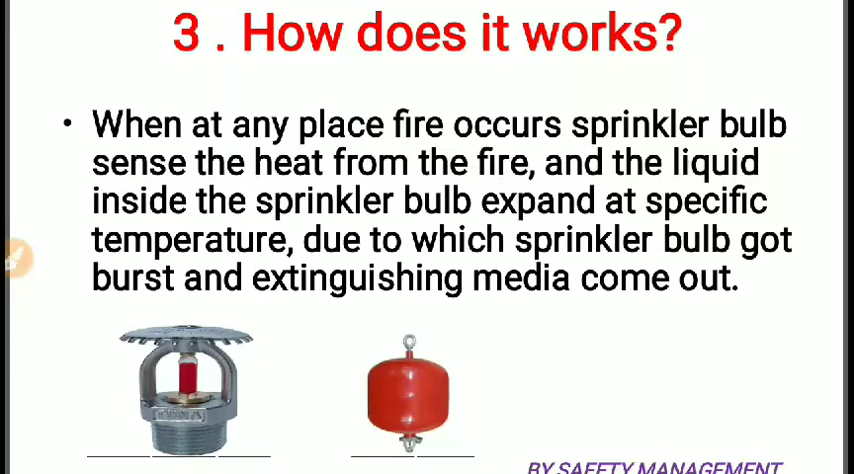 3 . How does it works?
• When at any place fire occurs sprinkler bulb
sense the heat from the fire, and the liquid
inside the sprinkler bulb expand at specific
temperature, due to which sprinkler bulb got
burst and extinguishing media come out.
BY SAFETY MANAGEMENT